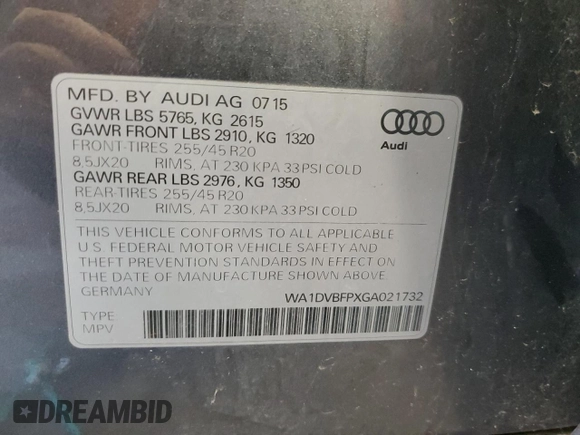 MFD. BY AUDI AG 07 15
GVWR LBS 5765, KG 2615
GAWR FRONT LBS 2910, KG 1320
FRONT-TIRES 255/45 R20
8,5JX20 RIMS, AT 230 KPA 33 PSI COLD
GAWR REAR LBS 2976, KG 1350
REAR-TIRES 255/45 R20
8,5JX20 RIMS, AT 230 KPA 33 PSI COLD
Audi
THIS VEHICLE CONFORMS TO ALL APPLICABLE
U.S. FEDERAL MOTOR VEHICLE SAFETY AND
THEFT PREVENTION STANDARDS IN EFFECT ON
THE DATE OF MANUFACTURE SHOWN ABOVE.
GERMANY WA1DVBFPXGA021732
TYPE
MPV
DREAMBID